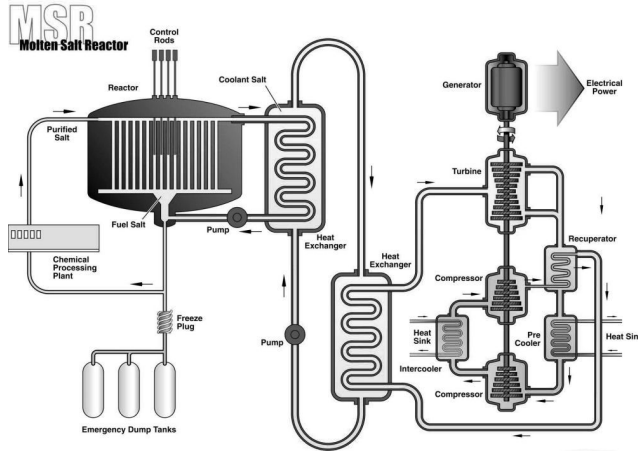 MSR
Molten Salt Reactor
Control
Rods
Reactor
Coolant Salt
Generator
Electrical
Power
Purified
Salt
Turbine
Fuel Salt
Pump
Heat
Exchanger
Heat
Exchanger
Recuperator
Chemical
Processing
Plant
Compressor
Freeze
Plug
Pump
Heat
Sink
Pre
Cooler
Heat Sin
Intercooler
Compressor
Emergency Dump Tanks